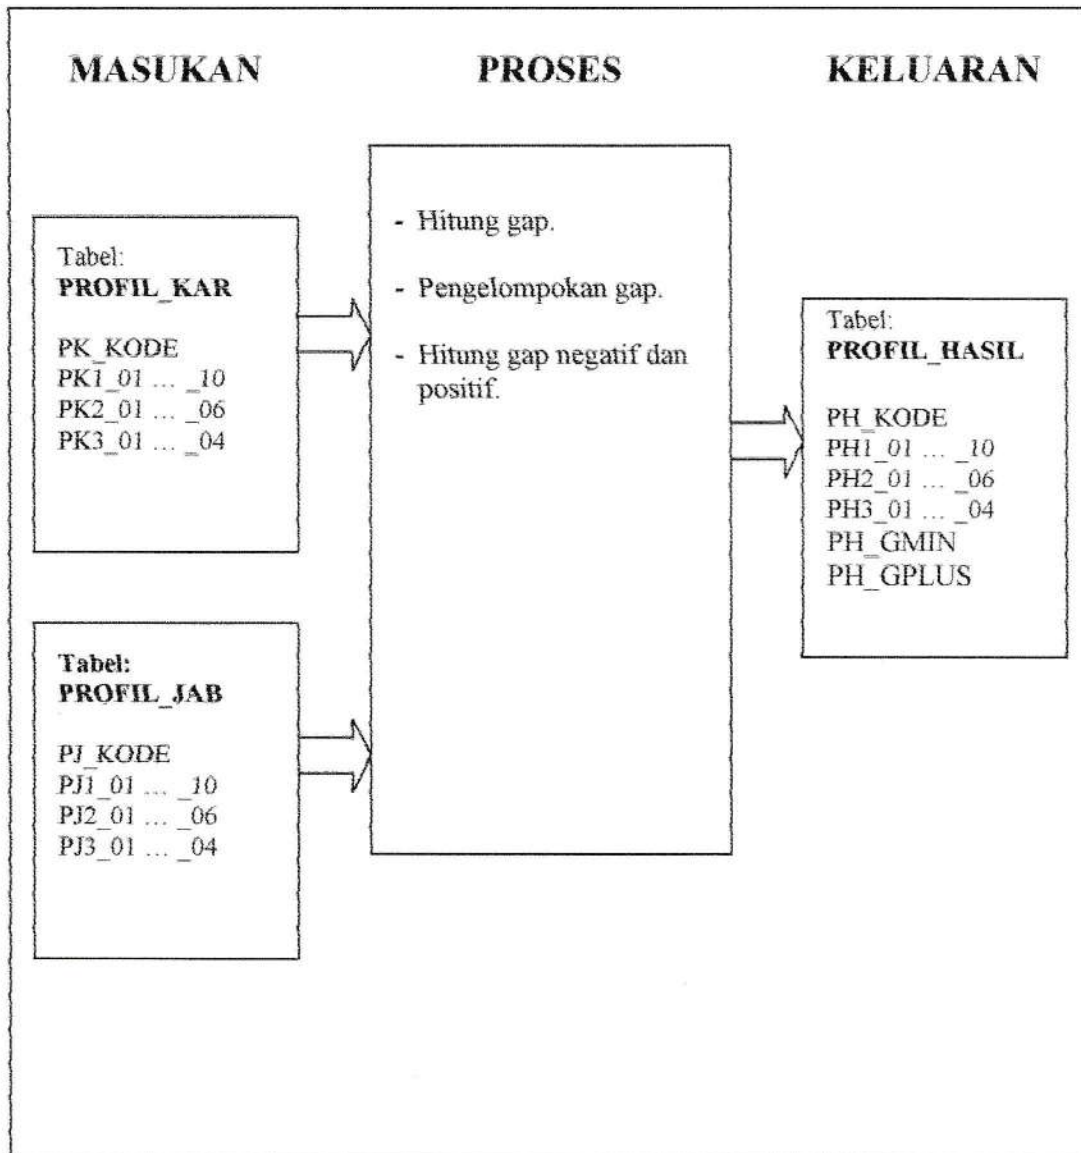 MASUKAN
PROSES
KELUARAN
Tabel:
PROFIL_KAR
PK_KODE
PK1_01 ... _10
PK2_01 ... _06
PK3_01 ... _04
Tabel:
PROFIL_JAB
PJ_KODE
PJ1_01 ... _10
PJ2_01 ... _06
PJ3_01 ... _04
- Hitung gap.
- Pengelompokan gap.
- Hitung gap negatif dan
positif.
Tabel:
PROFIL_HASIL
PH_KODE
PH1_01 ... _10
PH2_01 ... _06
PH3_01 ... _04
PH_GMIN
PH_GPLUS